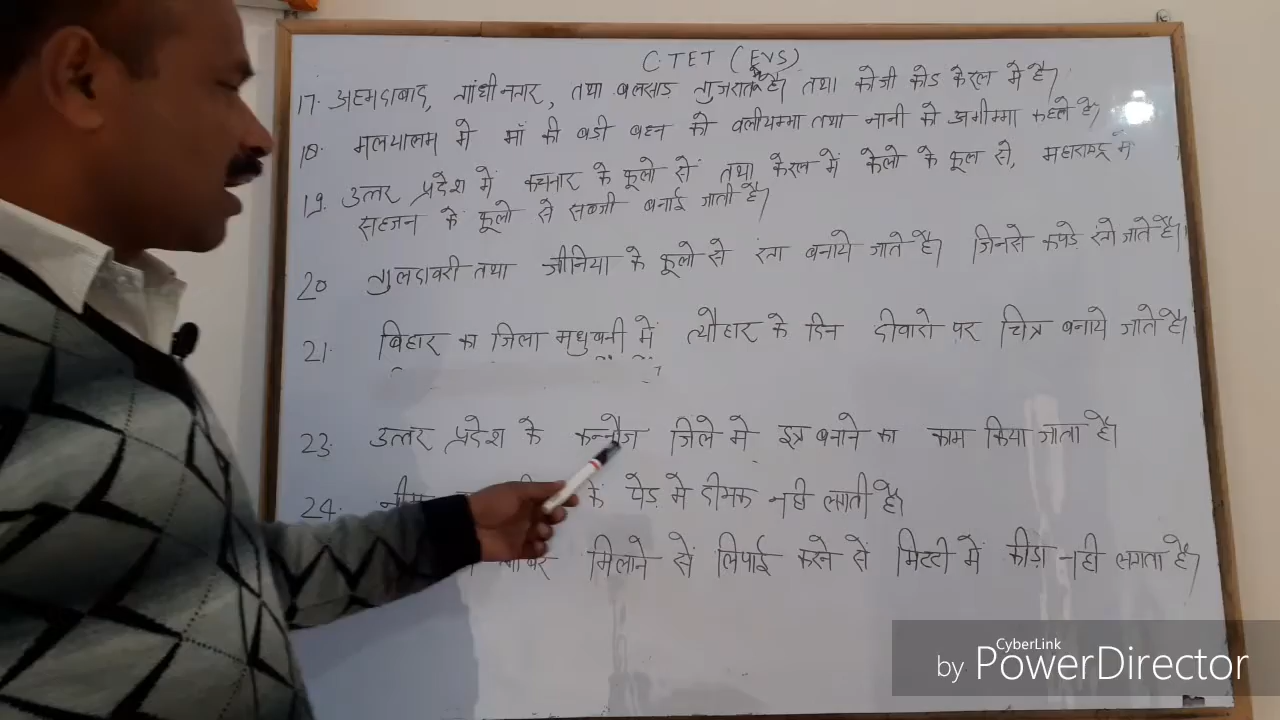 CTET (EVS)
17. अहमदाबाद, गांधीनगर, तथा वलसाड़ गुजरात है। तथा कोजी कोड केरल में है।
18. मलयालम में माँ की बडी बहन को वलीयम्मा तथा नानी को अमीम्मा कहते है
19. उत्तर प्रदेश में कचनार के फूलो से तथा केरल में केलो के फूल से, महाराष्ट्र में
सहजन के फूलो से सब्जी बनाई जाती है।
20 गुलदावरी तथा जीनिया के फूलो से रंग बनाये जाते है। जिनसे कपडे रंगे जाते है।
21. बिहार का जिला मधुबनी में त्यौहार के दिन दीवारो पर चित्र बनाये जाते है।
23. उत्तर प्रदेश के कन्नौज जिले मे इत्र बनाने का काम किया जाता है।
24. के पेड़ मे दीमक नही लगती है।
मिलाने से लिपाई करने से मिटटी में कीड़ा नही लगता है।
CyberLink
by PowerDirector